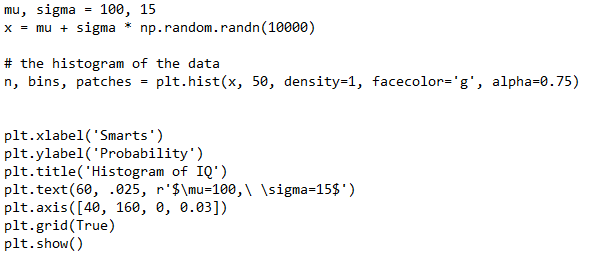 mu, sigma = 100, 15
x = mu + sigma * np.random.randn(10000)
# the histogram of the data
n, bins, patches = plt.hist(x, 50, density=1, facecolor='g', alpha=0.75)
plt.xlabel('Smarts')
plt.ylabel('Probability')
plt.title('Histogram of IQ')
plt.text(60, .025, r'$\mu=100,\ \sigma=15$')
plt.axis([40, 160, 0, 0.03])
plt.grid(True)
plt.show()